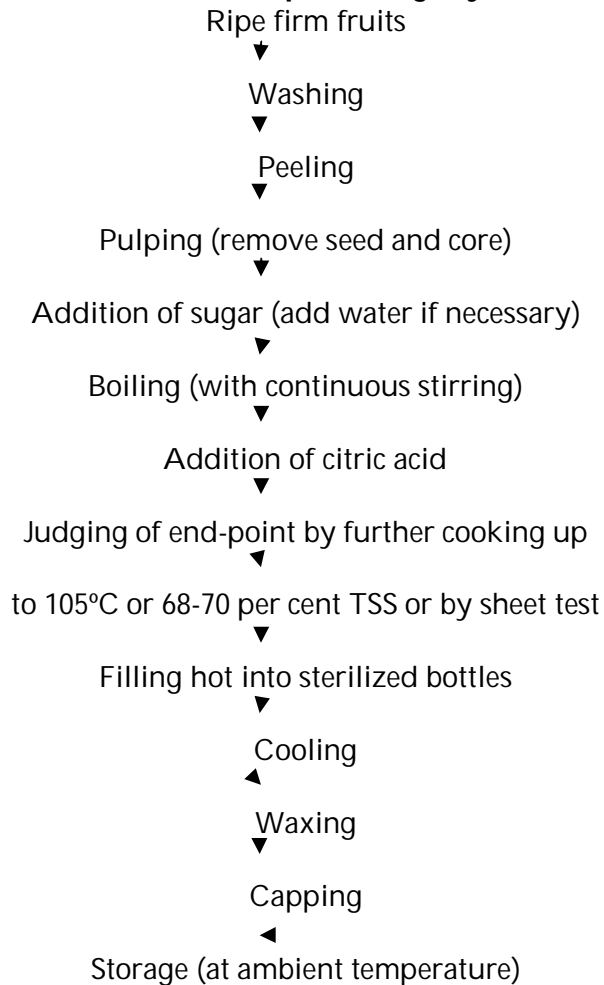 Ripe firm fruits
Washing
Peeling
Pulping (remove seed and core)
Addition of sugar (add water if necessary)
Boiling (with continuous stirring)
Addition of citric acid
Judging of end-point by further cooking up
to 105ºC or 68-70 per cent TSS or by sheet test
Filling hot into sterilized bottles
Cooling
Waxing
Capping
Storage (at ambient temperature)